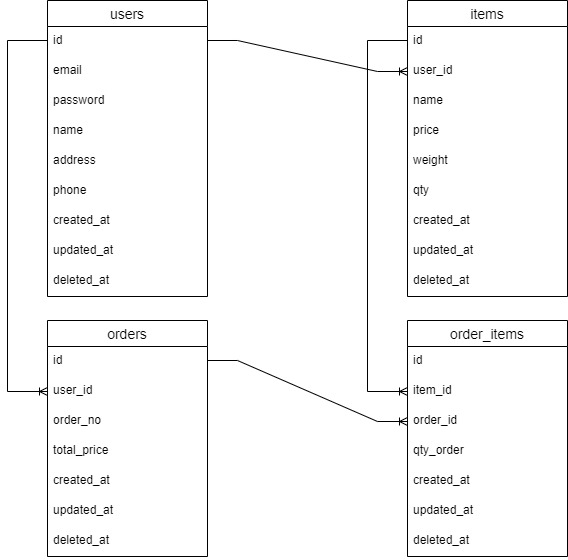 users
id
email
password
name
address
phone
created_at
updated_at
deleted_at
items
id
user_id
name
price
weight
qty
created_at
updated_at
deleted_at
orders
id
user_id
order_no
total_price
created_at
updated_at
deleted_at
order_items
id
item_id
order_id
qty_order
created_at
updated_at
deleted_at